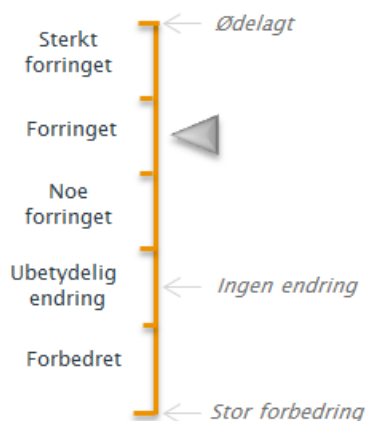 Ødelagt
Sterkt
forringet
Forringet
Noe
forringet
Ubetydelig
endring
Ingen endring
Forbedret
Stor forbedring